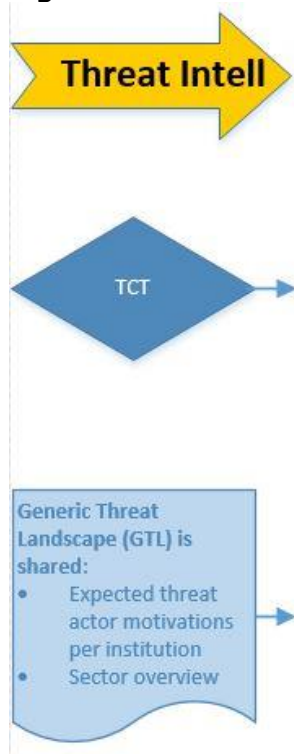 Threat Intell
TCT
Generic Threat
Landscape (GTL) is
shared:
• Expected threat
actor motivations
per institution
• Sector overview